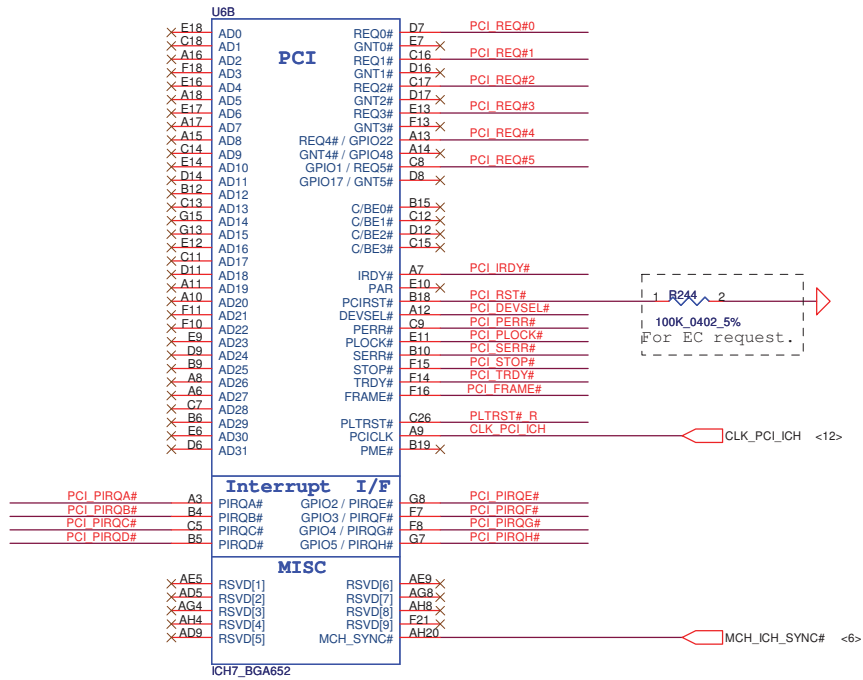 U6B
PCI
E18 AD0 REQ0# D7 PCI_REQ#0
C18 AD1 GNT0# E7
A16 AD2 REQ1# C16 PCI_REQ#1
F18 AD3 GNT1# D16
E16 AD4 REQ2# C17 PCI_REQ#2
A18 AD5 GNT2# D17
E17 AD6 REQ3# E13 PCI_REQ#3
A17 AD7 GNT3# F13
A15 AD8 REQ4# / GPIO22 A13 PCI_REQ#4
C14 AD9 GNT4# / GPIO48 A14
E14 AD10 GPIO1 / REQ5# C8 PCI_REQ#5
D14 AD11 GPIO17 / GNT5# D8
B12 AD12
C13 AD13 C/BE0# B15
G15 AD14 C/BE1# C12
G13 AD15 C/BE2# D12
E12 AD16 C/BE3# C15
C11 AD17
D11 AD18 IRDY# A7 PCI_IRDY#
A11 AD19 PAR E10
A10 AD20 PCIRST# B18 PCI_RST# 1 R244 2
F11 AD21 DEVSEL# A12 PCI_DEVSEL#
F10 AD22 PERR# C9 PCI_PERR# 100K_0402_5%
E9 AD23 PLOCK# E11 PCI_PLOCK# For EC request.
D9 AD24 SERR# B10 PCI_SERR#
B9 AD25 STOP# F15 PCI_STOP#
A8 AD26 TRDY# F14 PCI_TRDY#
A6 AD27 FRAME# F16 PCI_FRAME#
C7 AD28
B6 AD29 PLTRST# C26 PLTRST#_R
E6 AD30 PCICLK A9 CLK_PCI_ICH CLK_PCI_ICH <12>
D6 AD31 PME# B19
Interrupt I/F
PCI_PIRQA# A3 PIRQA# GPIO2 / PIRQE# G8 PCI_PIRQE#
PCI_PIRQB# B4 PIRQB# GPIO3 / PIRQF# F7 PCI_PIRQF#
PCI_PIRQC# C5 PIRQC# GPIO4 / PIRQG# F8 PCI_PIRQG#
PCI_PIRQD# B5 PIRQD# GPIO5 / PIRQH# G7 PCI_PIRQH#
MISC
AE5 RSVD[1] RSVD[6] AE9
AD5 RSVD[2] RSVD[7] AG8
AG4 RSVD[3] RSVD[8] AH8
AH4 RSVD[4] RSVD[9] F21
AD9 RSVD[5] MCH_SYNC# AH20 MCH_ICH_SYNC# <6>
ICH7_BGA652